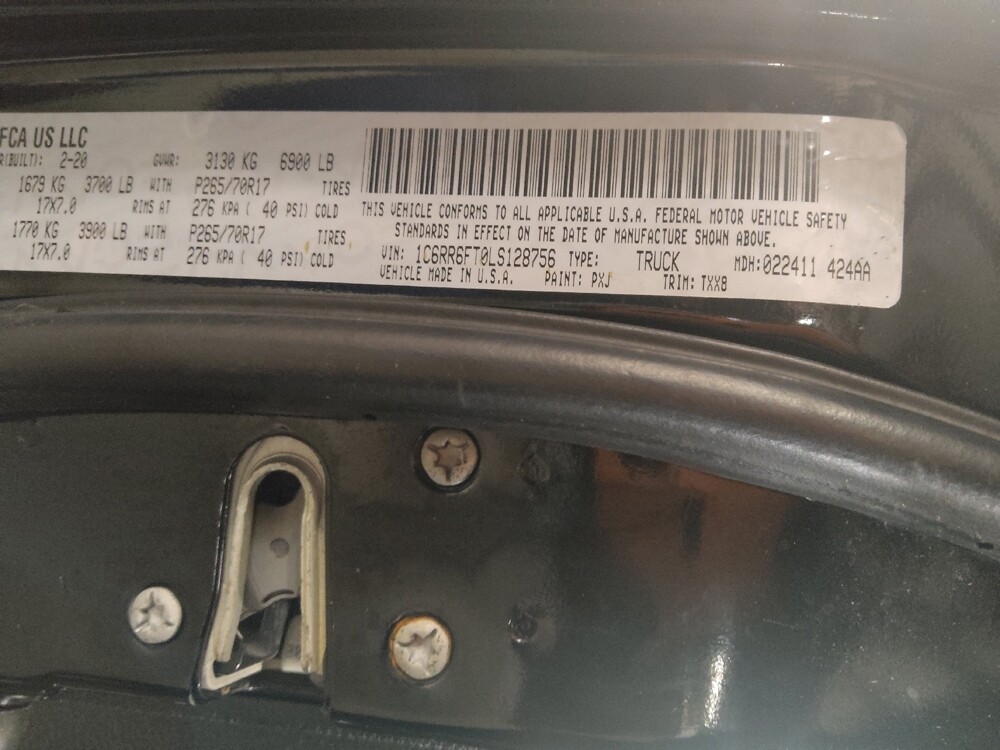 FCA US LLC
R(BUILT): 2-20 GVWR: 3130 KG 6900 LB
1679 KG 3700 LB WITH P265/70R17 TIRES
17X7.0 RIMS AT 276 KPA ( 40 PSI) COLD
1770 KG 3900 LB WITH P265/70R17 TIRES
17X7.0 RIMS AT 276 KPA ( 40 PSI) COLD
THIS VEHICLE CONFORMS TO ALL APPLICABLE U.S.A. FEDERAL MOTOR VEHICLE SAFETY
STANDARDS IN EFFECT ON THE DATE OF MANUFACTURE SHOWN ABOVE.
VIN: 1C6RR6FT0LS128756 TYPE: TRUCK MDH:022411 424AA
VEHICLE MADE IN U.S.A. PAINT: PXJ TRIM: TXX8